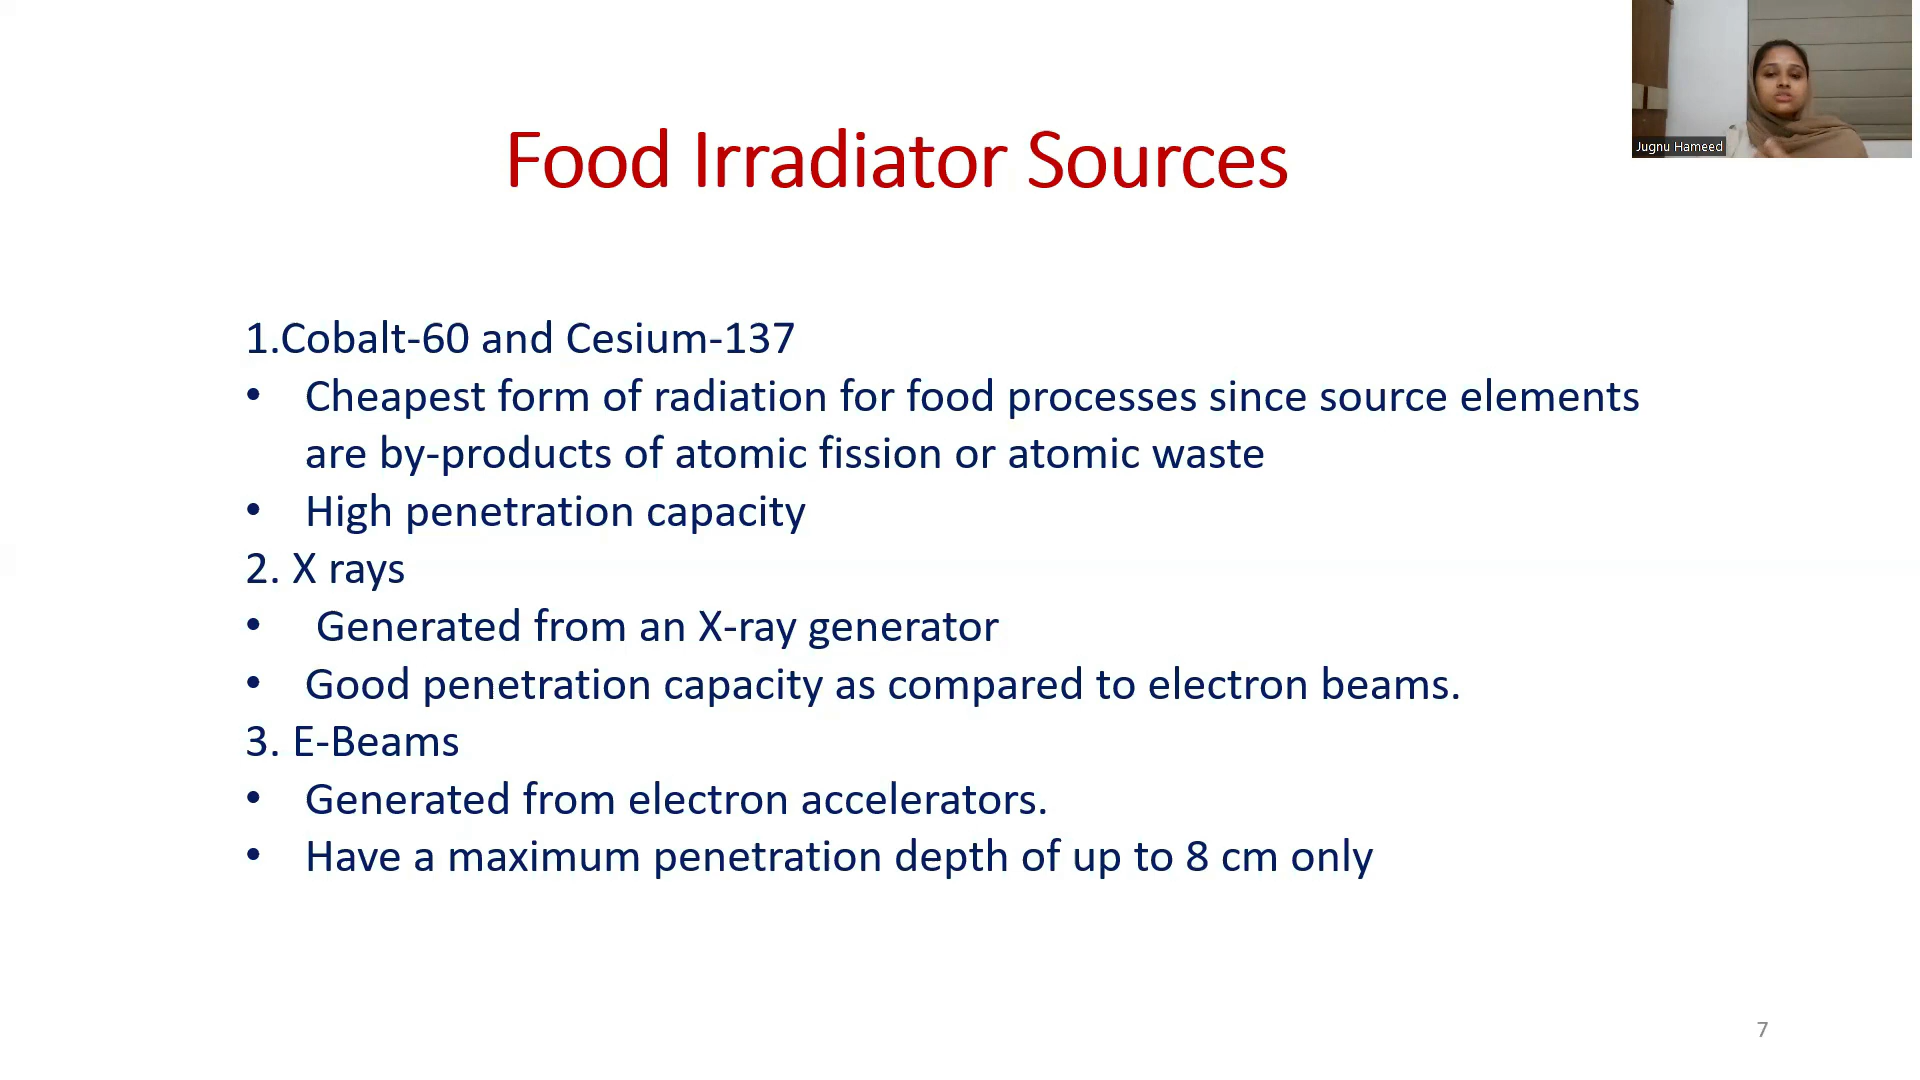 Jugnu Hameed
Food Irradiator Sources
1.Cobalt-60 and Cesium-137
• Cheapest form of radiation for food processes since source elements
are by-products of atomic fission or atomic waste
• High penetration capacity
2. X rays
• Generated from an X-ray generator
• Good penetration capacity as compared to electron beams.
3. E-Beams
• Generated from electron accelerators.
• Have a maximum penetration depth of up to 8 cm only
7